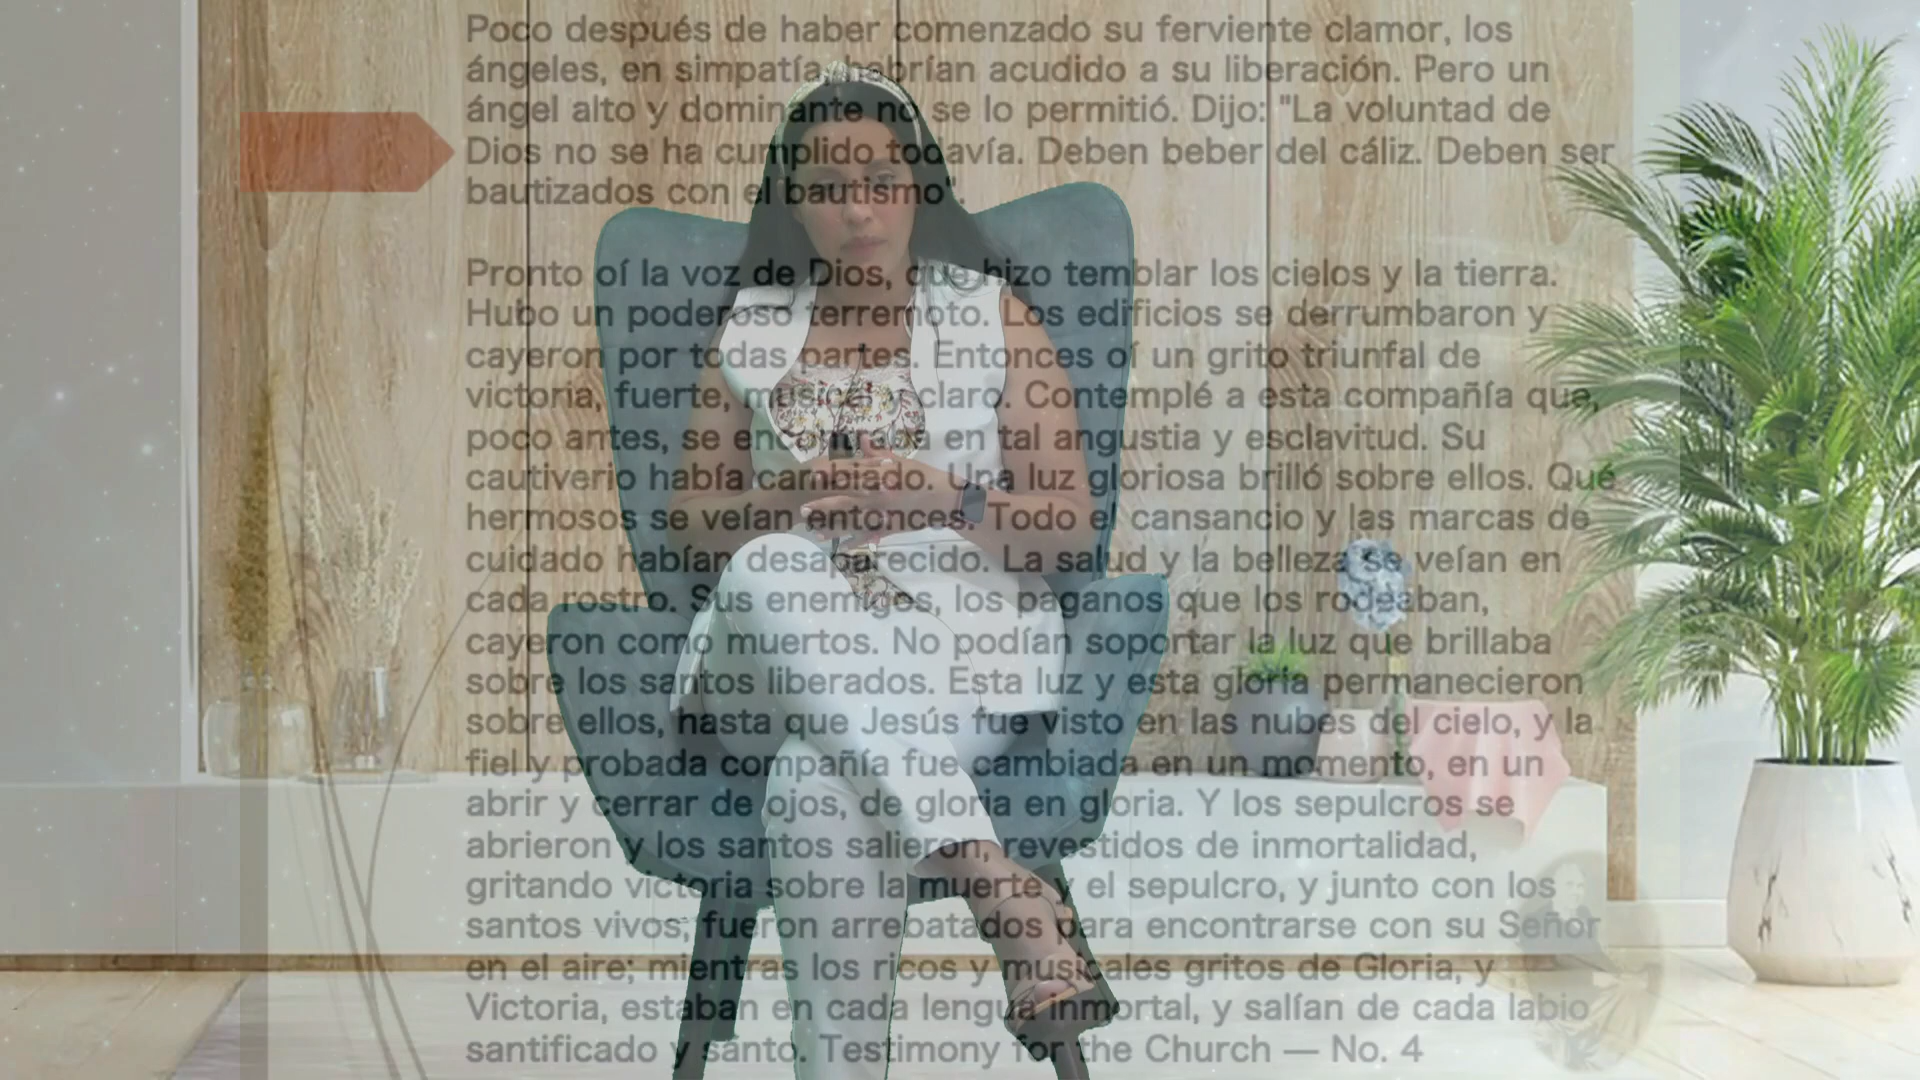 Poco después de haber comenzado su ferviente clamor, los
ángeles, en simpatía, habrían acudido a su liberación. Pero un
ángel alto y dominante no se lo permitió. Dijo: "La voluntad de
Dios no se ha cumplido todavía. Deben beber del cáliz. Deben ser
bautizados con el bautismo".
Pronto oí la voz de Dios, que hizo temblar los cielos y la tierra.
Hubo un poderoso terremoto. Los edificios se derrumbaron y
cayeron por todas partes. Entonces oí un grito triunfal de
victoria, fuerte, musical y claro. Contemplé a esta compañía que,
poco antes, se encontraba en tal angustia y esclavitud. Su
cautiverio había cambiado. Una luz gloriosa brilló sobre ellos. Qué
hermosos se veían entonces. Todo el cansancio y las marcas de
cuidado habían desaparecido. La salud y la belleza se veían en
cada rostro. Sus enemigos, los paganos que los rodeaban,
cayeron como muertos. No podían soportar la luz que brillaba
sobre los santos liberados. Esta luz y esta gloria permanecieron
sobre ellos, hasta que Jesús fue visto en las nubes del cielo, y la
fiel y probada compañía fue cambiada en un momento, en un
abrir y cerrar de ojos, de gloria en gloria. Y los sepulcros se
abrieron y los santos salieron, revestidos de inmortalidad,
gritando victoria sobre la muerte y el sepulcro, y junto con los
santos vivos, fueron arrebatados para encontrarse con su Señor
en el aire; mientras los ricos y musicales gritos de Gloria, y
Victoria, estaban en cada lengua inmortal, y salían de cada labio
santificado y santo. Testimony for the Church — No. 4